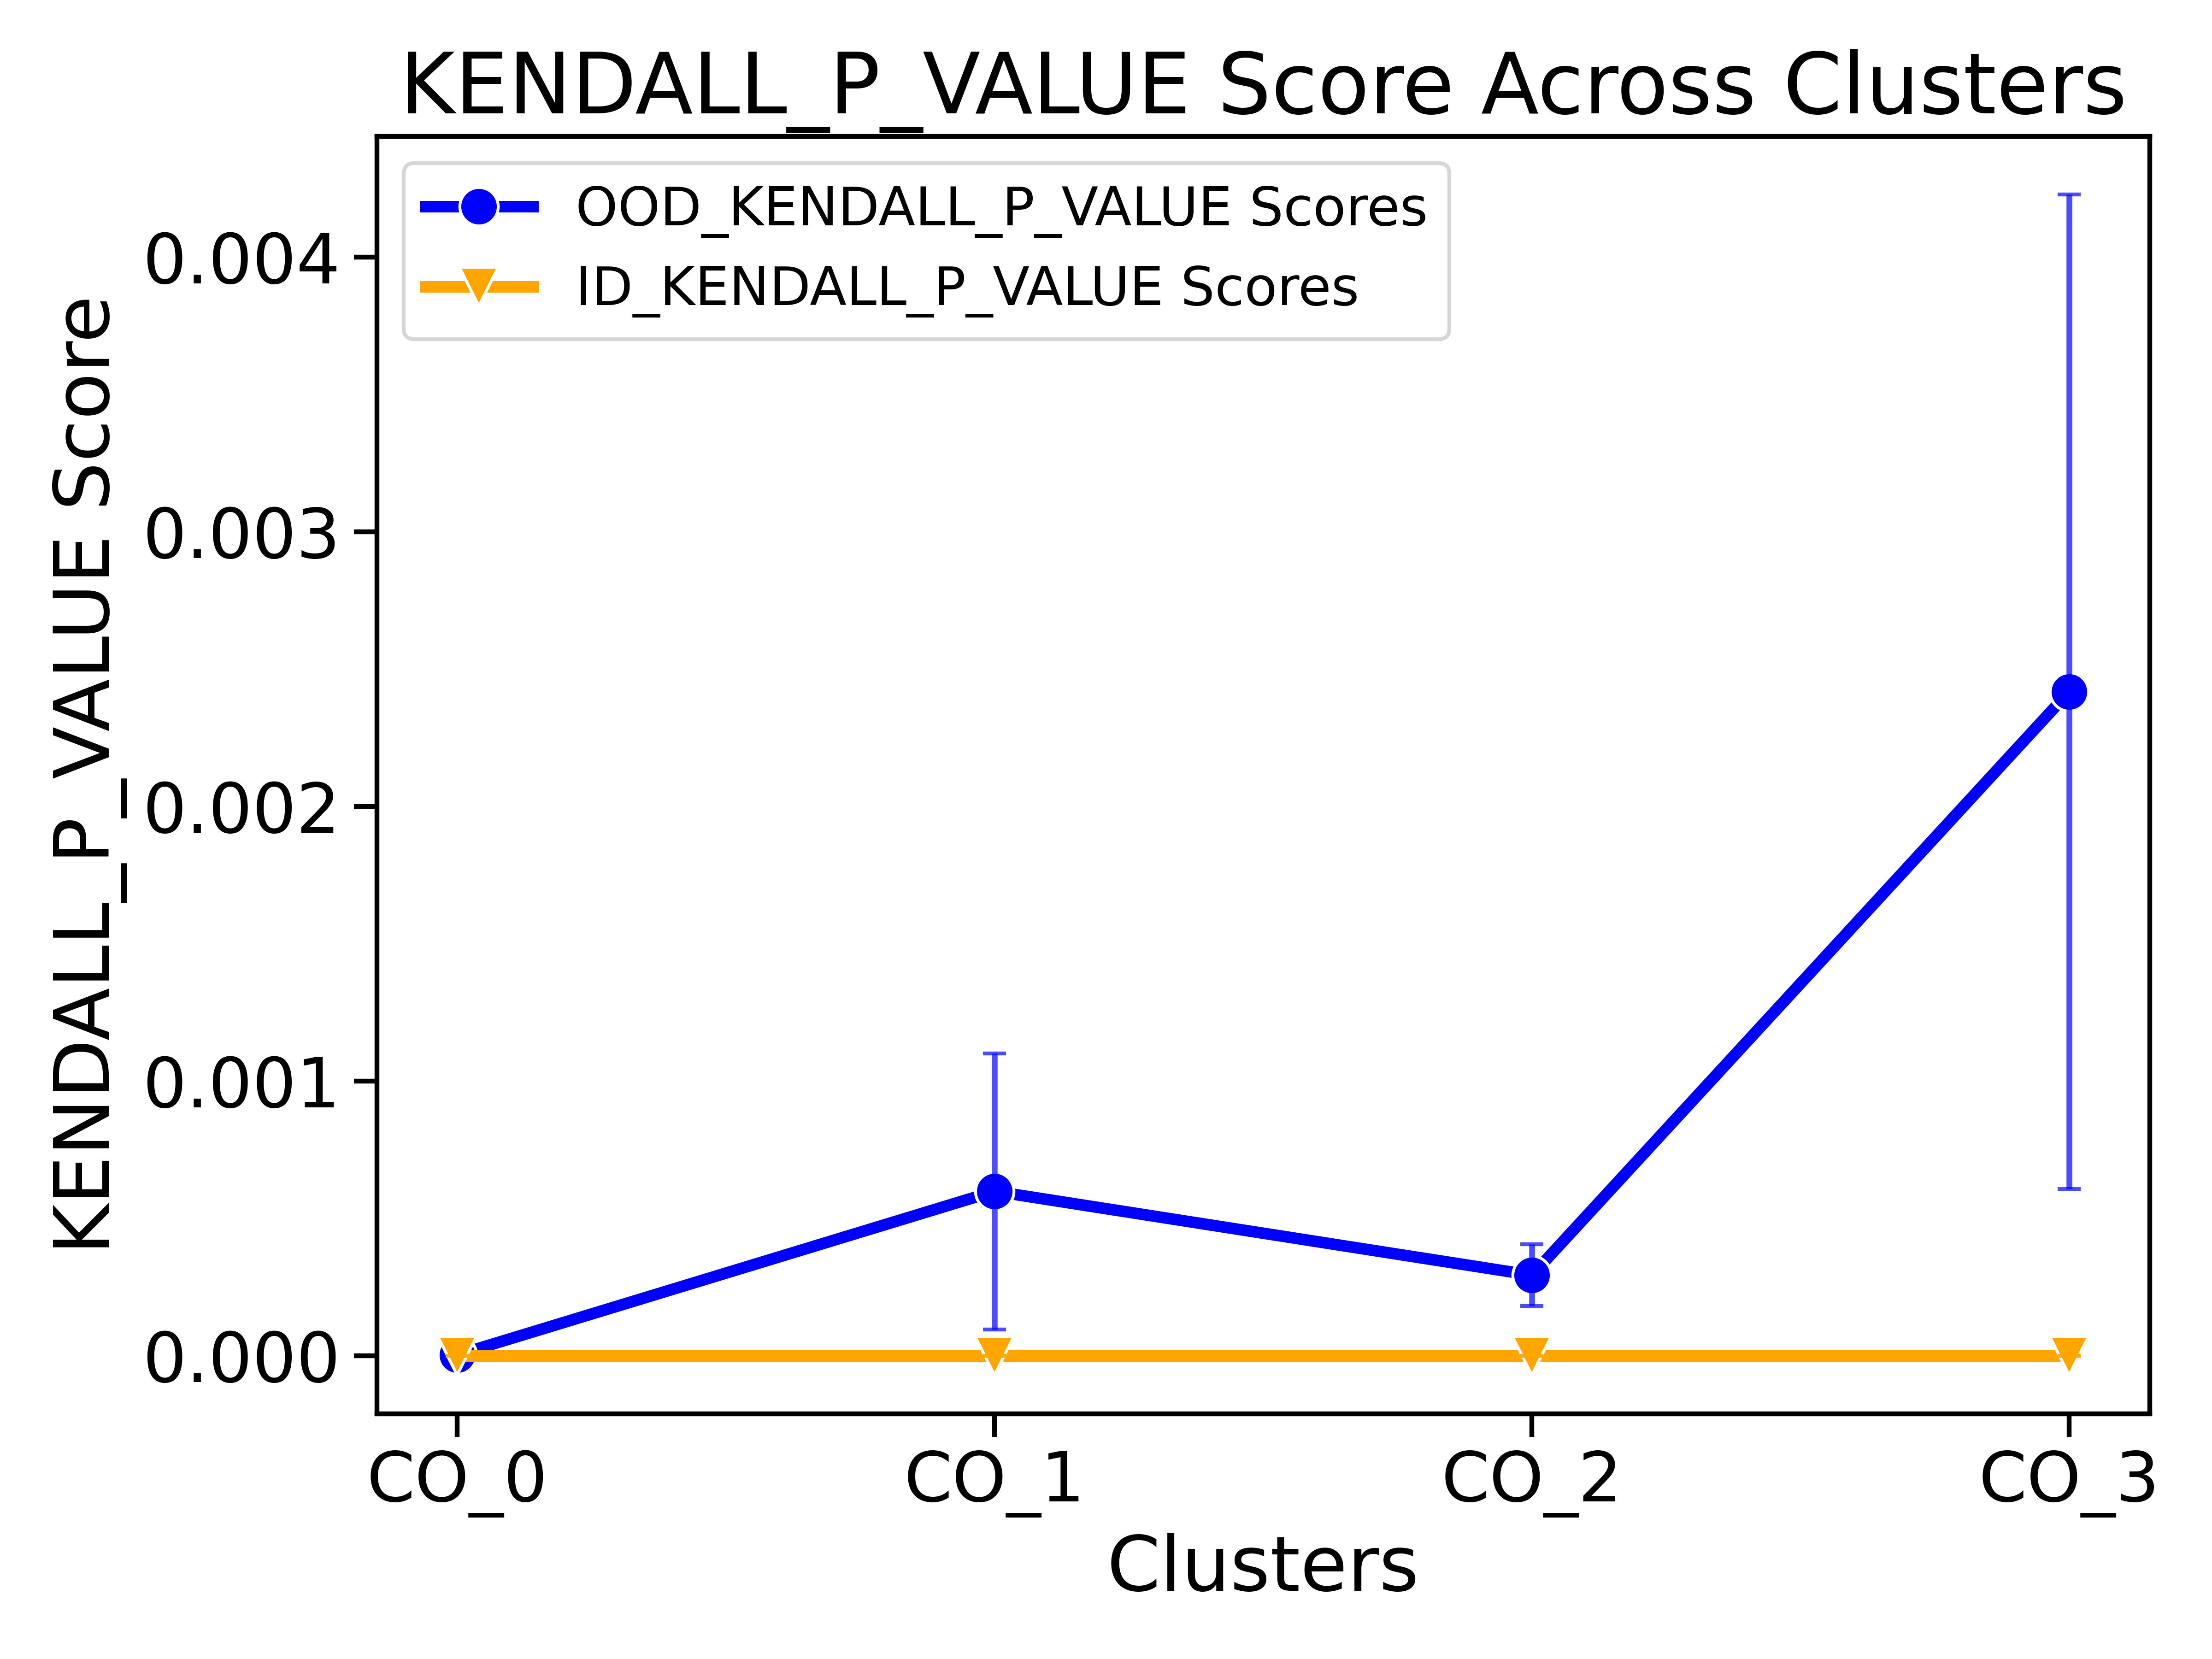 KENDALL_P_VALUE Score Across Clusters
OOD_KENDALL_P_VALUE Scores
ID_KENDALL_P_VALUE Scores
KENDALL_P_VALUE Score
0.004
0.003
0.002
0.001
0.000
CO_0 CO_1 CO_2 CO_3
Clusters